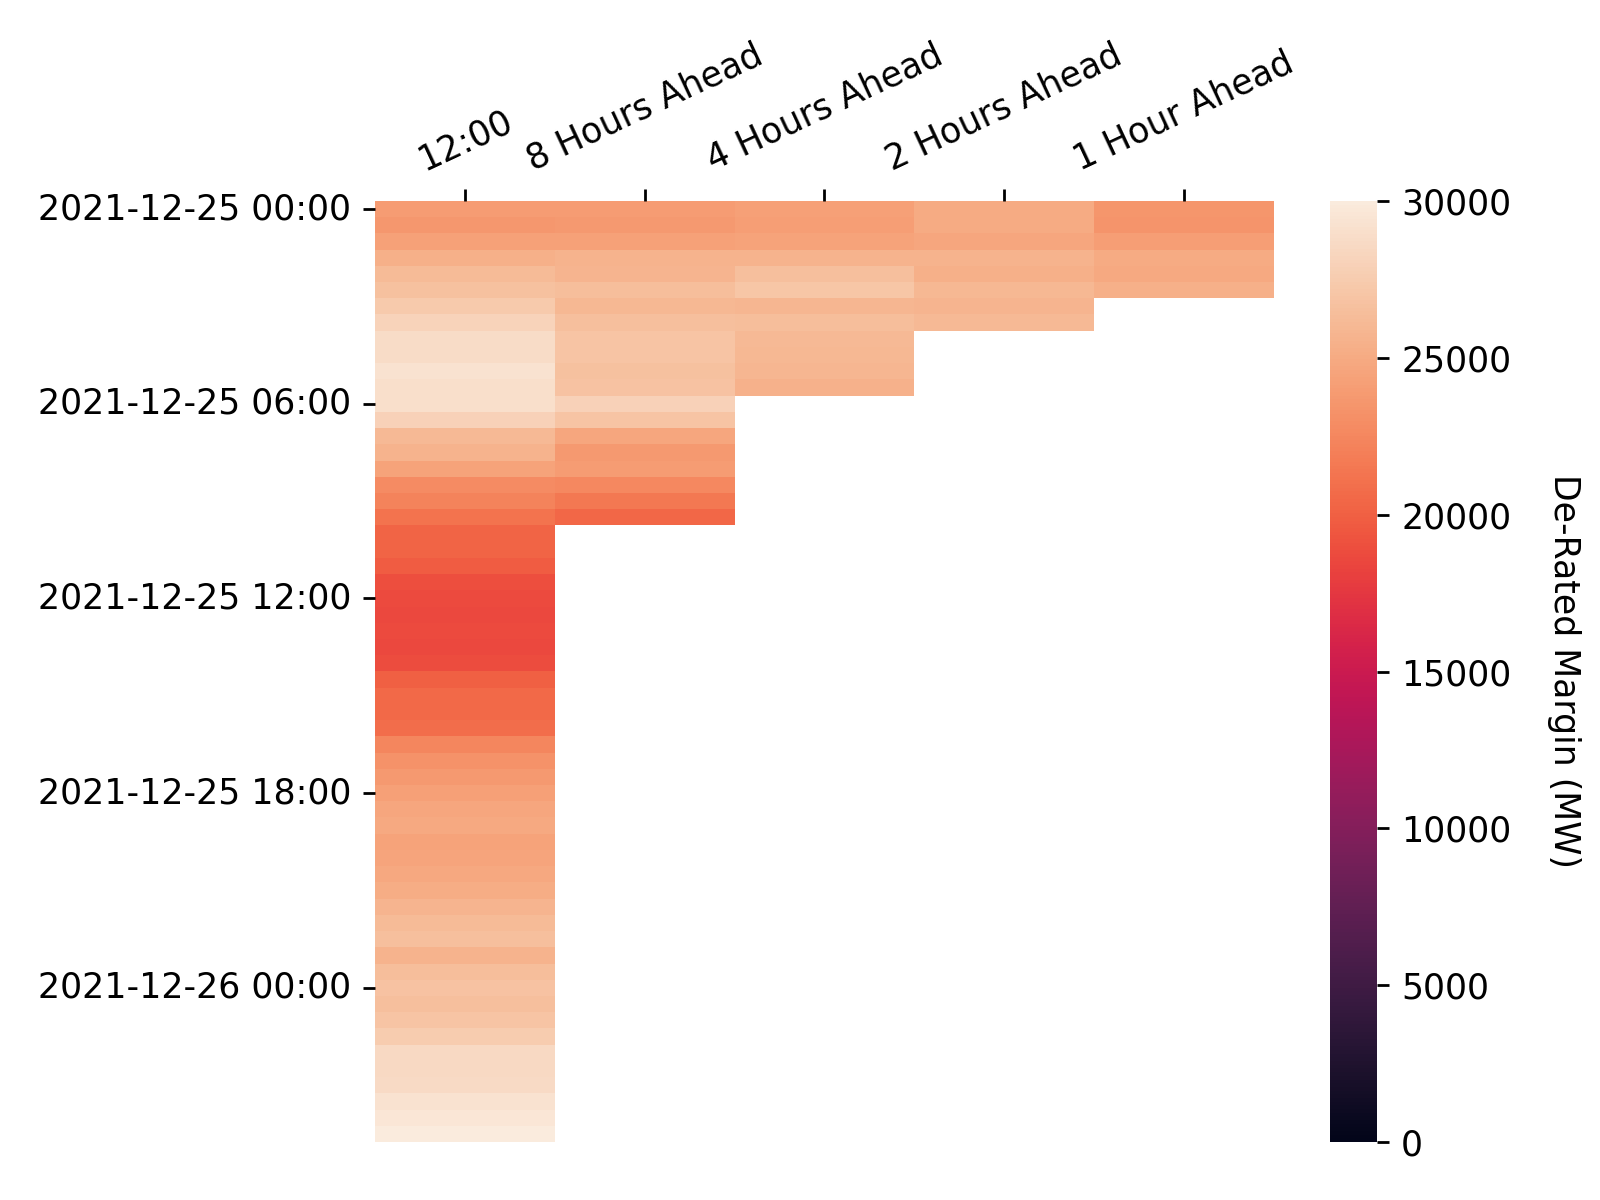 12:00
8 Hours Ahead
4 Hours Ahead
2 Hours Ahead
1 Hour Ahead
2021-12-25 00:00
2021-12-25 06:00
2021-12-25 12:00
2021-12-25 18:00
2021-12-26 00:00
30000
25000
20000
15000
10000
5000
0
De-Rated Margin (MW)